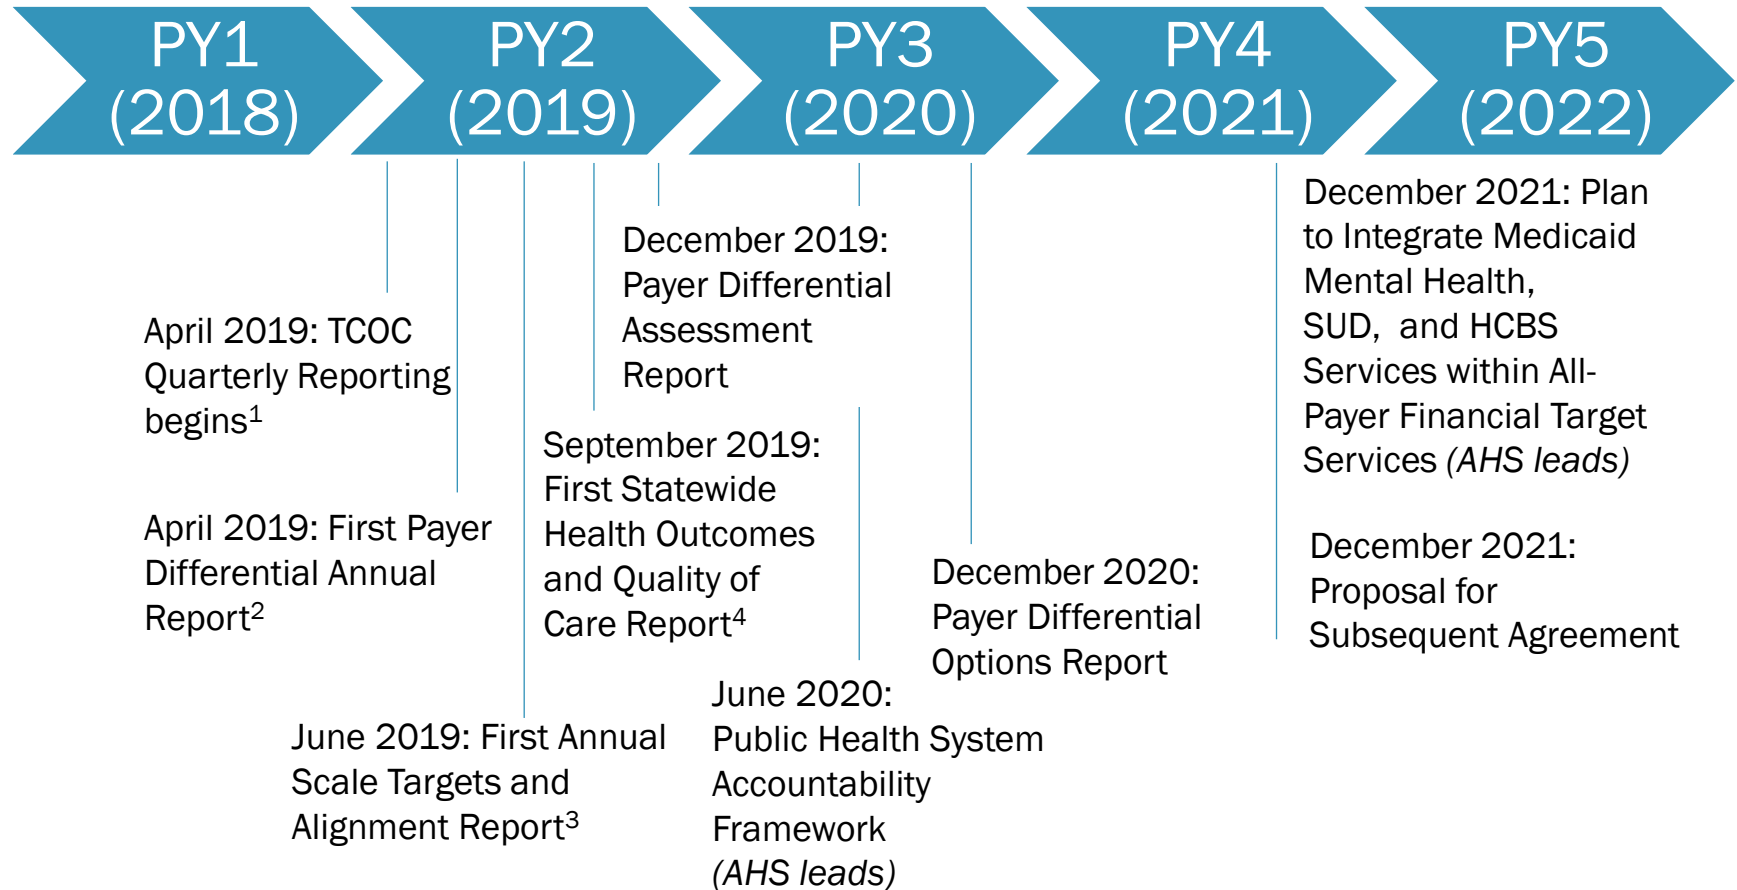 PY1
(2018)
PY2
(2019)
PY3
(2020)
PY4
(2021)
PY5
(2022)
April 2019: TCOC
Quarterly Reporting
begins¹
April 2019: First Payer
Differential Annual
Report²
June 2019: First Annual
Scale Targets and
Alignment Report³
September 2019:
First Statewide
Health Outcomes
and Quality of
Care Report⁴
December 2019:
Payer Differential
Assessment
Report
June 2020:
Public Health System
Accountability
Framework
(AHS leads)
December 2020:
Payer Differential
Options Report
December 2021: Plan
to Integrate Medicaid
Mental Health,
SUD,  and HCBS
Services within All-
Payer Financial Target
Services (AHS leads)
December 2021:
Proposal for
Subsequent Agreement